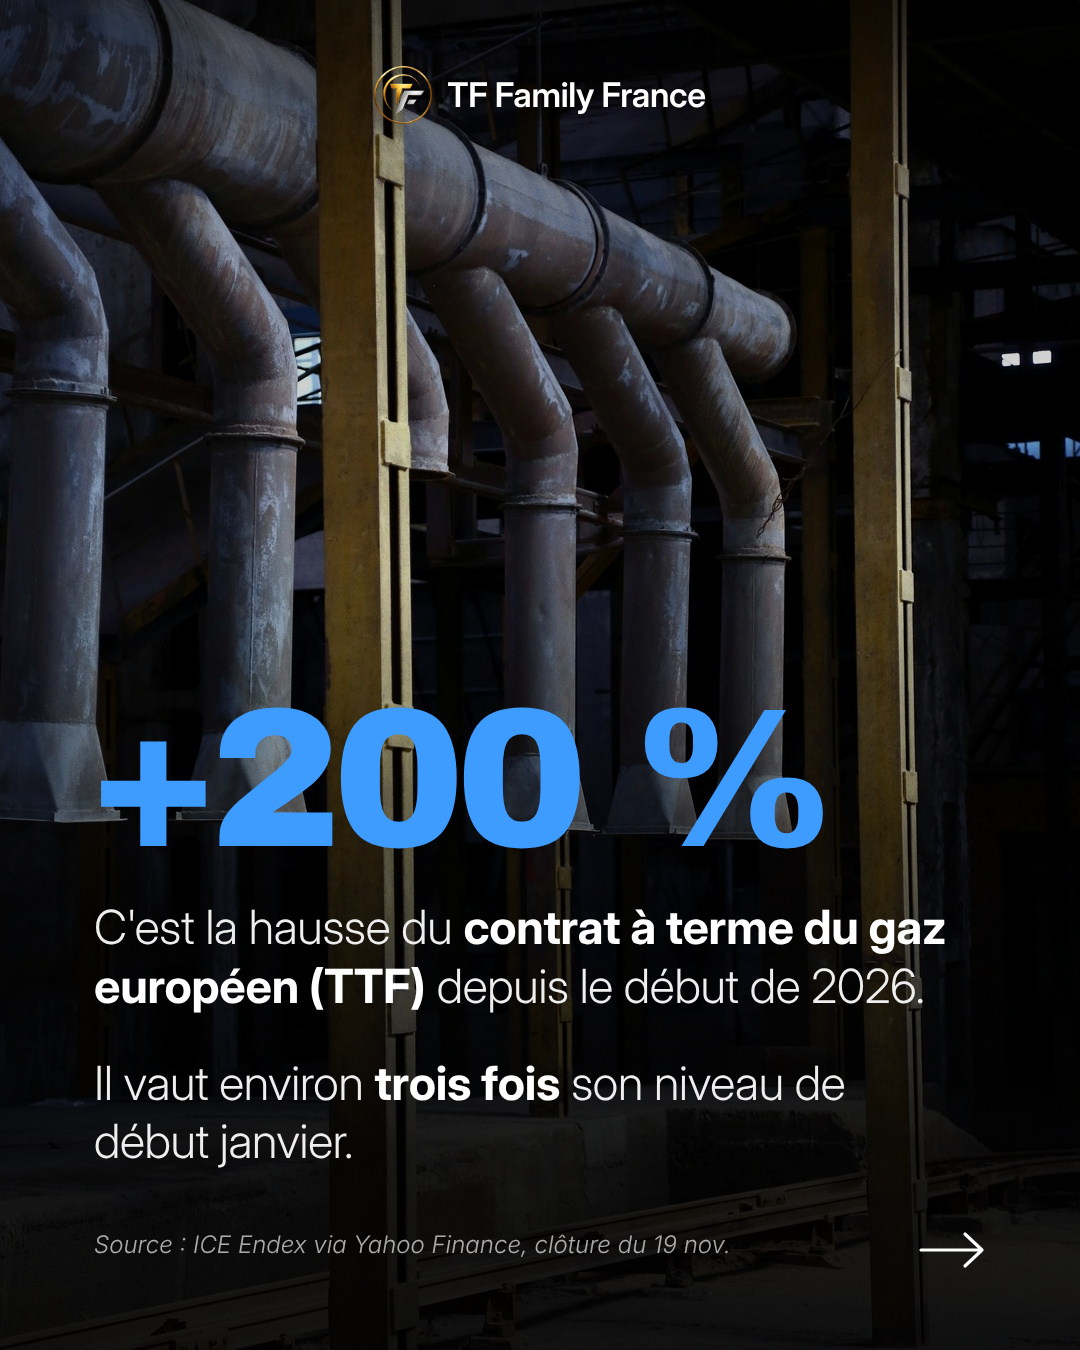 TF Family France
+200 %
C'est la hausse du contrat à terme du gaz
européen (TTF) depuis le début de 2026.
Il vaut environ trois fois son niveau de
début janvier.
Source : ICE Endex via Yahoo Finance, clôture du 19 nov.